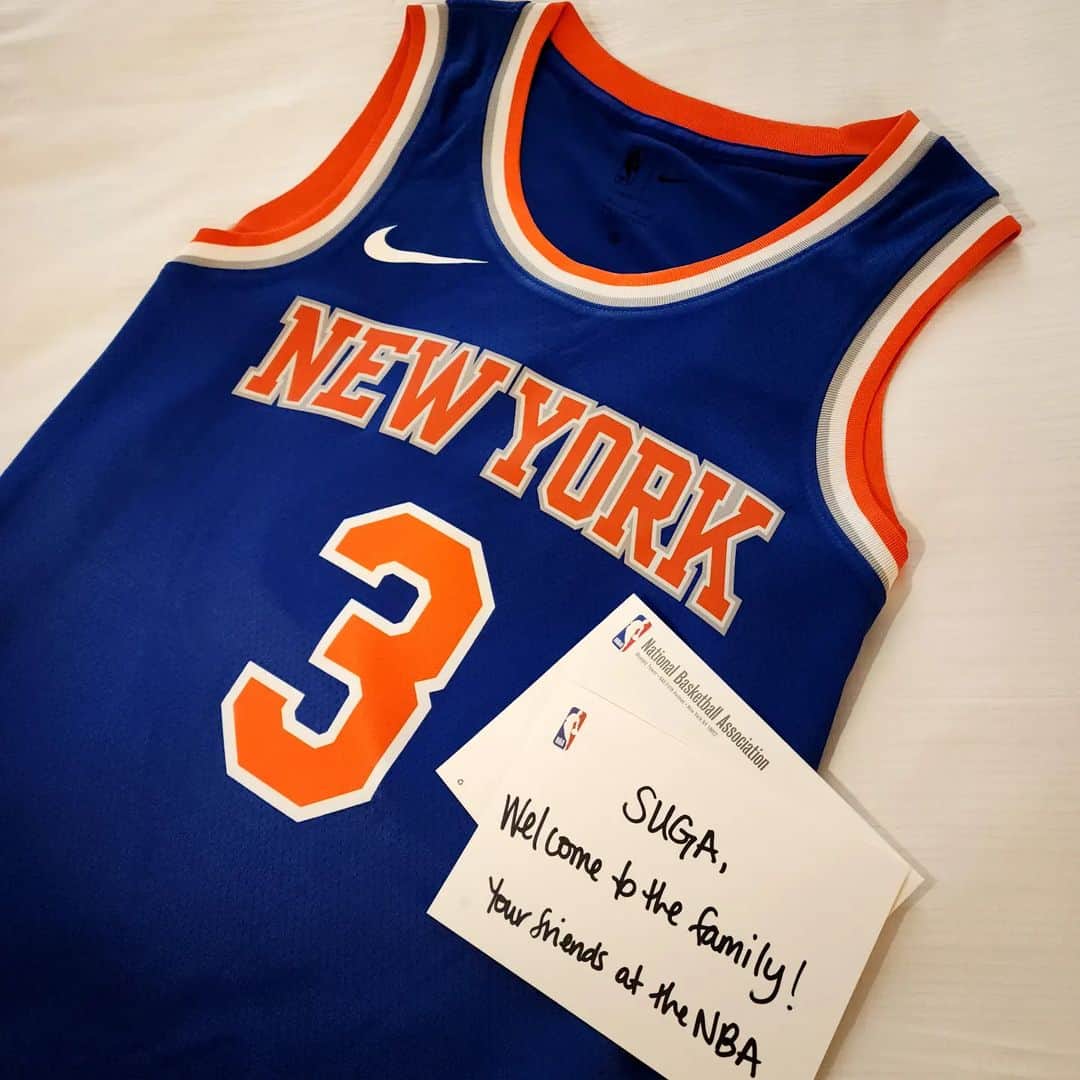 NEW YORK
3
National Basketball Association
SUGA,
Welcome to the family!
Your friends at the NBA